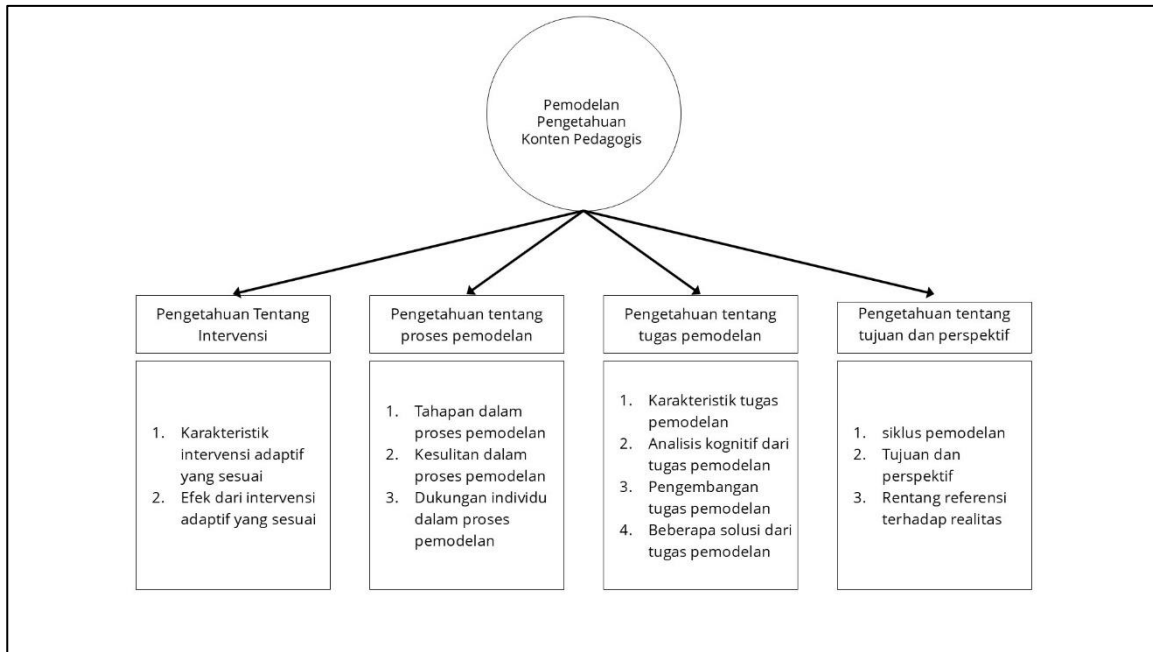 Pemodelan
Pengetahuan
Konten Pedagogis
Pengetahuan Tentang
Intervensi
1. Karakteristik
intervensi adaptif
yang sesuai
2. Efek dari intervensi
adaptif yang sesuai
Pengetahuan tentang
proses pemodelan
1. Tahapan dalam
proses pemodelan
2. Kesulitan dalam
proses pemodelan
3. Dukungan individu
dalam proses
pemodelan
Pengetahuan tentang
tugas pemodelan
1. Karakteristik tugas
pemodelan
2. Analisis kognitif dari
tugas pemodelan
3. Pengembangan
tugas pemodelan
4. Beberapa solusi dari
tugas pemodelan
Pengetahuan tentang
tujuan dan perspektif
1. siklus pemodelan
2. Tujuan dan
perspektif
3. Rentang referensi
terhadap realitas